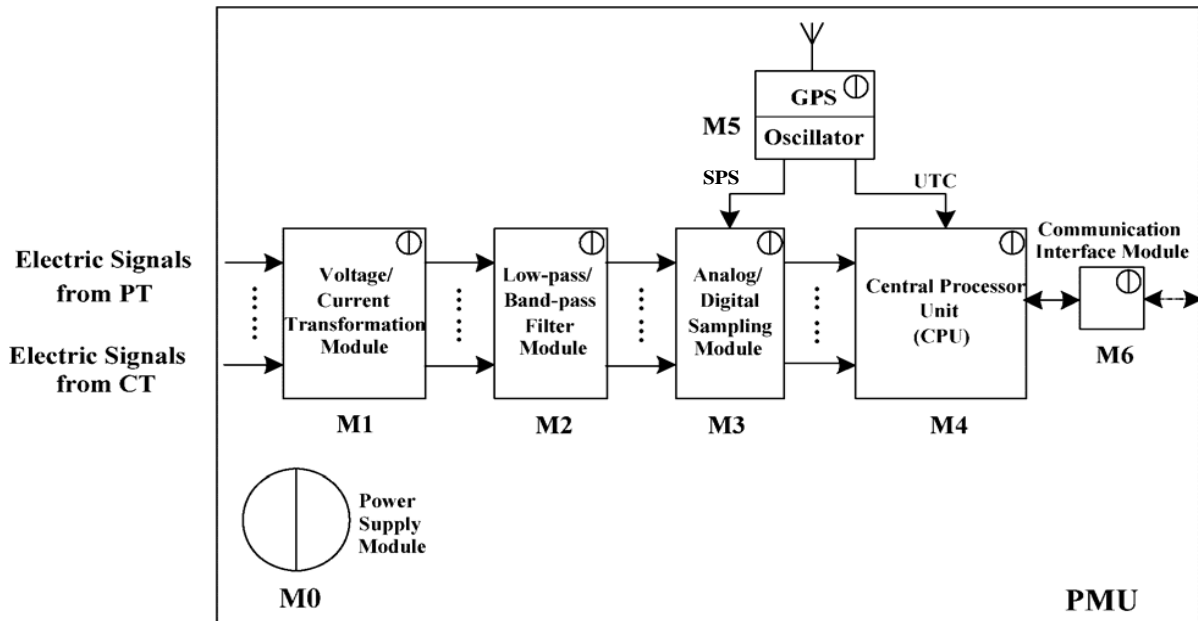 GPS
M5
Oscillator
SPS
UTC
Electric Signals
from PT
Electric Signals
from CT
Voltage/
Current
Transformation
Module
M1
Low-pass/
Band-pass
Filter
Module
M2
Analog/
Digital
Sampling
Module
M3
Central Processor
Unit
(CPU)
M4
Communication
Interface Module
M6
Power
Supply
Module
M0
PMU